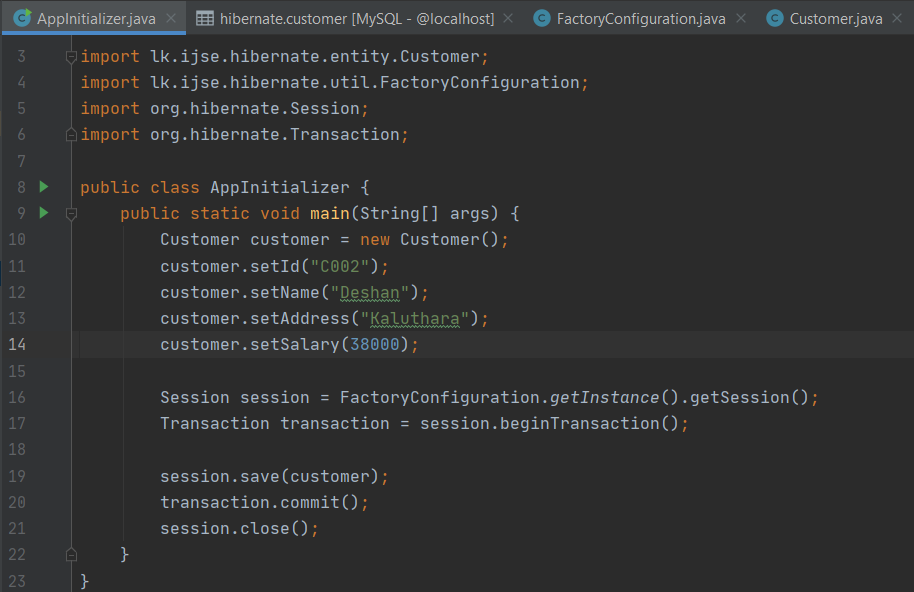 AppInitializer.java hibernate.customer [MySQL - @localhost] FactoryConfiguration.java Customer.java
3 import lk.ijse.hibernate.entity.Customer;
4 import lk.ijse.hibernate.util.FactoryConfiguration;
5 import org.hibernate.Session;
6 import org.hibernate.Transaction;
7
8 public class AppInitializer {
9 public static void main(String[] args) {
10 Customer customer = new Customer();
11 customer.setId("C002");
12 customer.setName("Deshan");
13 customer.setAddress("Kaluthara");
14 customer.setSalary(38000);
15
16 Session session = FactoryConfiguration.getInstance().getSession();
17 Transaction transaction = session.beginTransaction();
18
19 session.save(customer);
20 transaction.commit();
21 session.close();
22 }
23 }